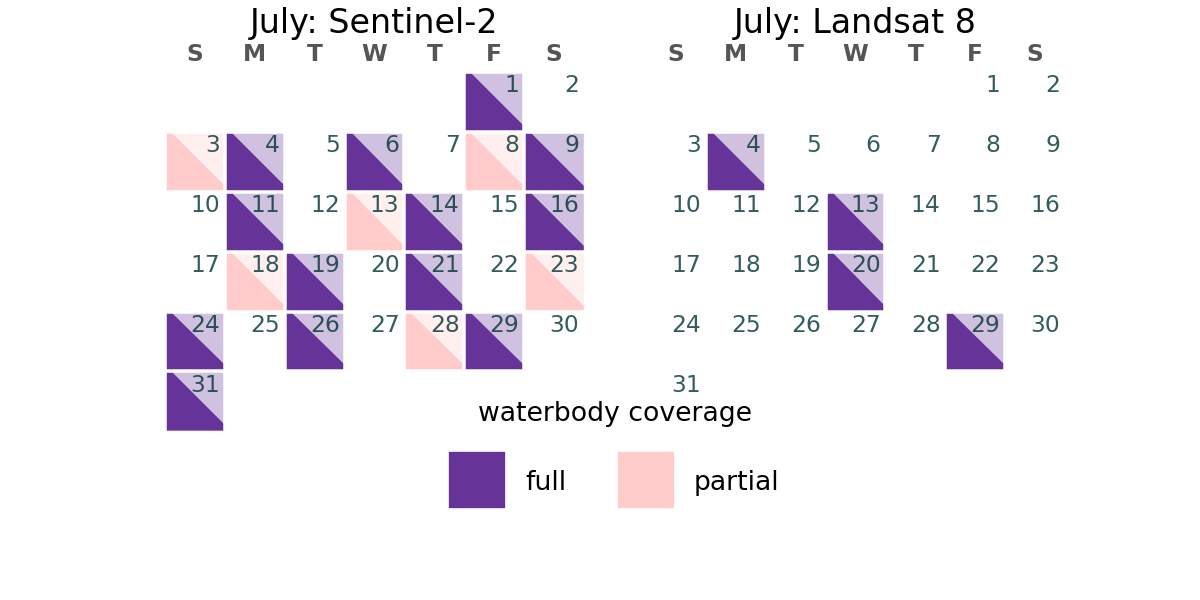 July: Sentinel-2
S M T W T F S
1 2
3 4 5 6 7 8 9
10 11 12 13 14 15 16
17 18 19 20 21 22 23
24 25 26 27 28 29 30
31
July: Landsat 8
S M T W T F S
1 2
3 4 5 6 7 8 9
10 11 12 13 14 15 16
17 18 19 20 21 22 23
24 25 26 27 28 29 30
31
waterbody coverage
full partial